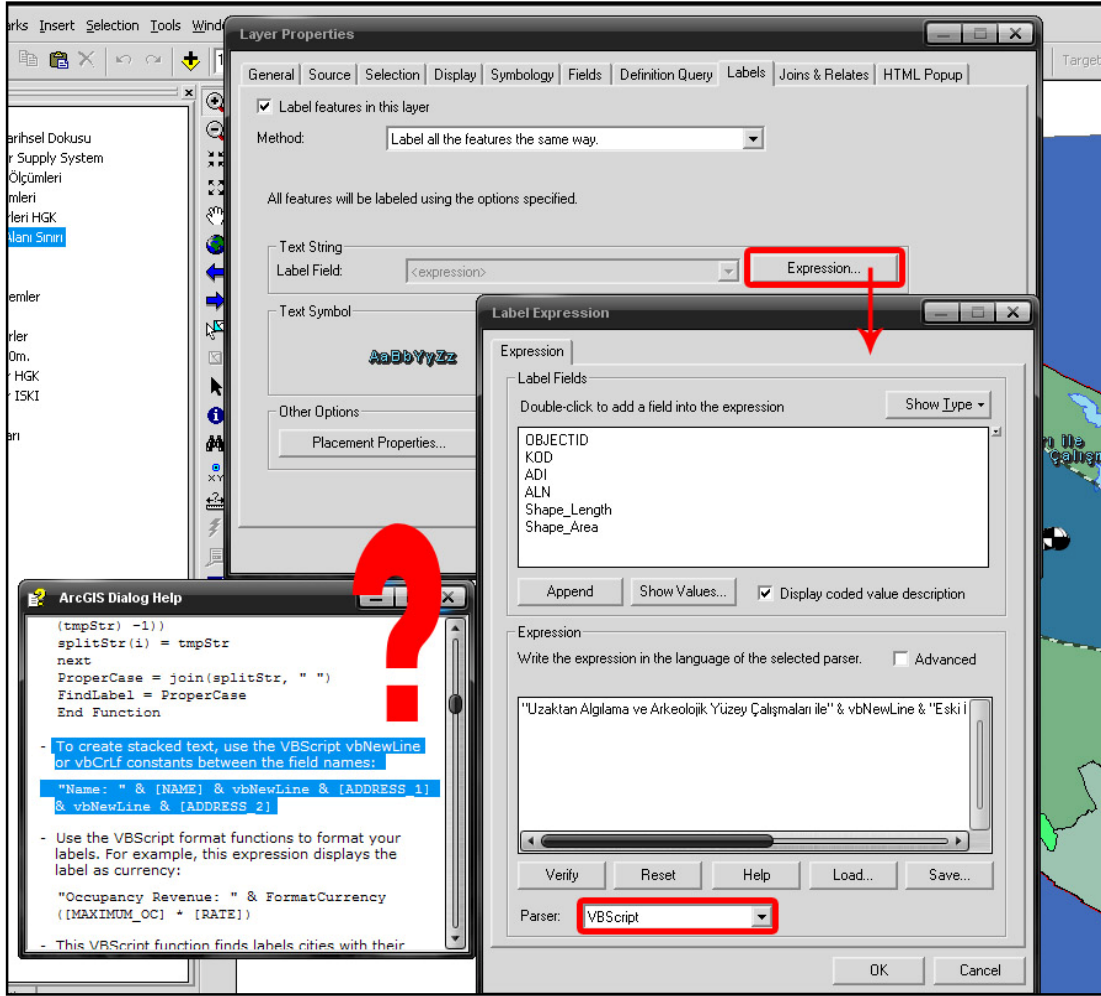 arks Insert Selection Tools Wind
Target
arihsel Dokusu
r Supply System
Ölçümleri
mleri
rleri HGK
Alanı Sınırı
emler
rler
0m.
r HGK
r ISKI
arı
Layer Properties
General Source Selection Display Symbology Fields Definition Query Labels Joins & Relates HTML Popup
Label features in this layer
Method: Label all the features the same way.
All features will be labeled using the options specified.
Text String
Label Field: <expression> Expression...
Text Symbol
AaBbYyZz
Other Options
Placement Properties...
Label Expression
Expression
Label Fields
Double-click to add a field into the expression Show Type
OBJECTID
KOD
ADI
ALN
Shape_Length
Shape_Area
Append Show Values... Display coded value description
Expression
Write the expression in the language of the selected parser. Advanced
"Uzaktan Algılama ve Arkeolojik Yüzey Çalışmaları ile" & vbNewLine & "Eski İ
Verify Reset Help Load... Save...
Parser: VBScript
OK Cancel
?
ArcGIS Dialog Help
(tmpStr) -1))
splitStr(i) = tmpStr
next
ProperCase = join(splitStr, " ")
FindLabel = ProperCase
End Function
- To create stacked text, use the VBScript vbNewLine
or vbCrLf constants between the field names:
"Name: " & [NAME] & vbNewLine & [ADDRESS_1]
& vbNewLine & [ADDRESS_2]
- Use the VBScript format functions to format your
labels. For example, this expression displays the
label as currency:
"Occupancy Revenue: " & FormatCurrency
([MAXIMUM_OC] * [RATE])
- This VBScript function finds labels cities with their
ile
Çalışm